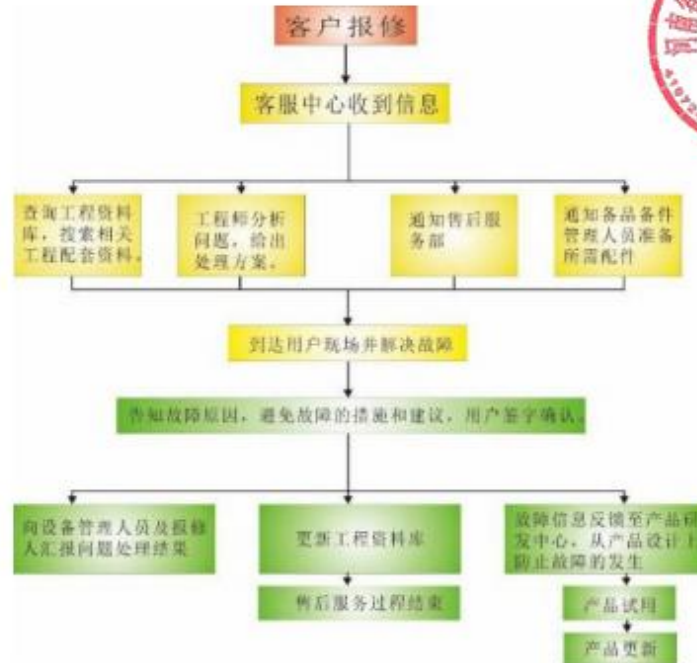 客户报修
客服中心收到信息
查询工程资料
库，搜索相关
工程配套资料。
工程师分析
问题，给出
处理方案。
通知售后服
务部
通知备品备件
管理人员准备
所需配件
到达用户现场并解决故障
告知故障原因，避免故障的措施和建议，用户签字确认。
向设备管理人员及报修
人汇报问题处理结果
更新工程资料库
故障信息反馈至产品研
发中心，从产品设计上
防止故障的发生
售后服务过程结束
产品试用
产品更新